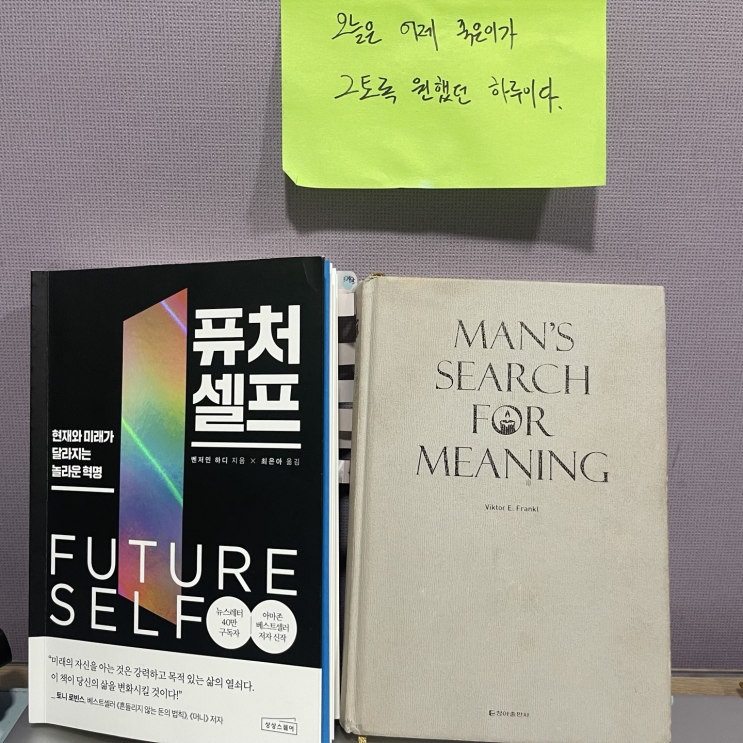 오늘은 어제 죽은이가
그토록 원했던 하루이다.
퓨처
셀프
현재와 미래가
달라지는
놀라운 혁명
벤저민 하디 지음 × 최은아 옮김
FUTURE
SELF
뉴스레터
40만
구독자
아마존
베스트셀러
저자 신작
"미래의 자신을 아는 것은 강력하고 목적 있는 삶의 열쇠다.
이 책이 당신의 삶을 변화시킬 것이다!"
_ 토니 로빈스, 베스트셀러 《흔들리지 않는 돈의 법칙》, 《머니》 저자
상상스퀘어
MAN'S
SEARCH
FOR
MEANING
Viktor E. Frankl
청아출판사